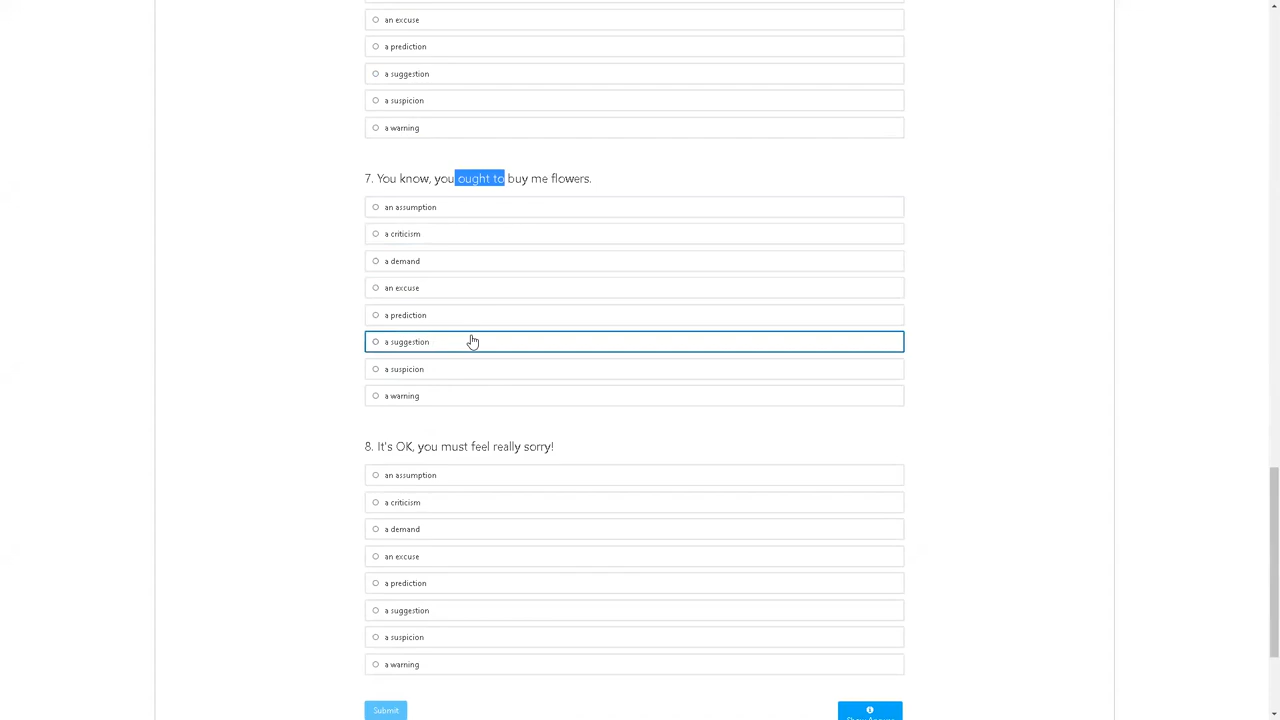 an excuse
a prediction
a suggestion
a suspicion
a warning
7. You know, you ought to buy me flowers.
an assumption
a criticism
a demand
an excuse
a prediction
a suggestion
a suspicion
a warning
8. It's OK, you must feel really sorry!
an assumption
a criticism
a demand
an excuse
a prediction
a suggestion
a suspicion
a warning
Submit